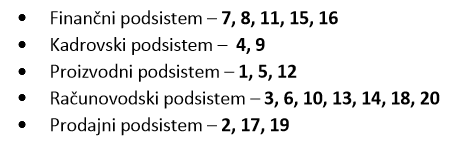 • Finančni podsistem – 7, 8, 11, 15, 16
• Kadrovski podsistem – 4, 9
• Proizvodni podsistem – 1, 5, 12
• Računovodski podsistem – 3, 6, 10, 13, 14, 18, 20
• Prodajni podsistem – 2, 17, 19